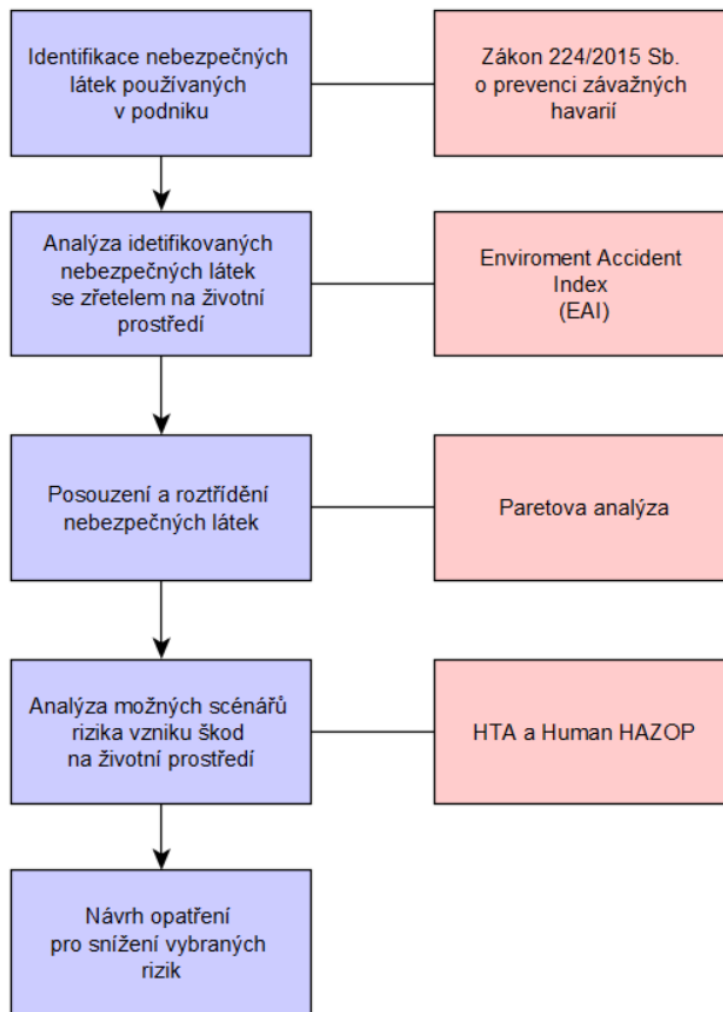 Identifikace nebezpečných
látek používaných
v podniku
Zákon 224/2015 Sb.
o prevenci závažných
havarií
Analýza idetifikovaných
nebezpečných látek
se zřetelem na životní
prostředí
Enviroment Accident
Index
(EAI)
Posouzení a roztřídění
nebezpečných látek
Paretova analýza
Analýza možných scénářů
rizika vzniku škod
na životní prostředí
HTA a Human HAZOP
Návrh opatření
pro snížení vybraných
rizik